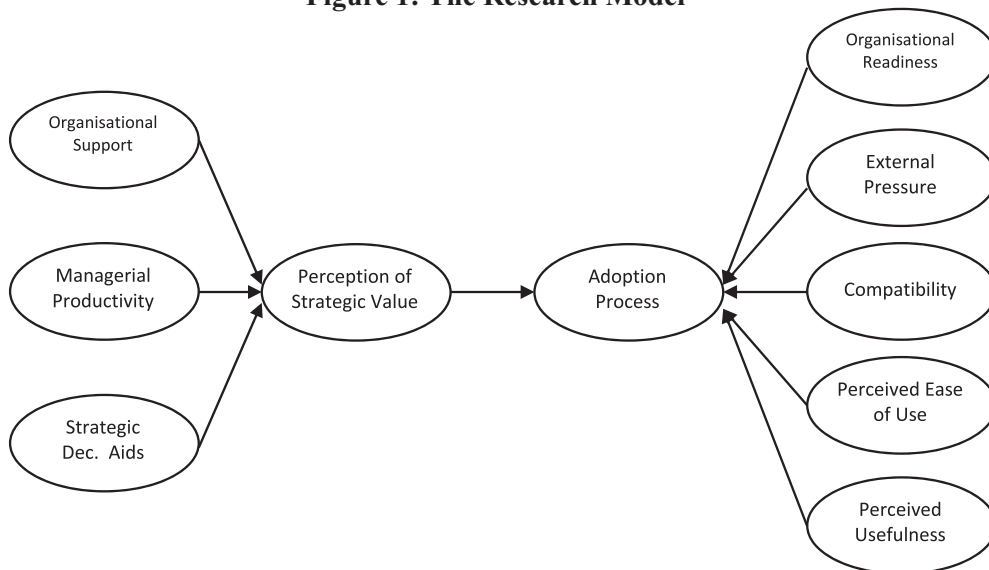 Figure 1: The Research Model
Organisational
Support
Managerial
Productivity
Strategic
Dec. Aids
Perception of
Strategic Value
Adoption
Process
Organisational
Readiness
External
Pressure
Compatibility
Perceived Ease
of Use
Perceived
Usefulness